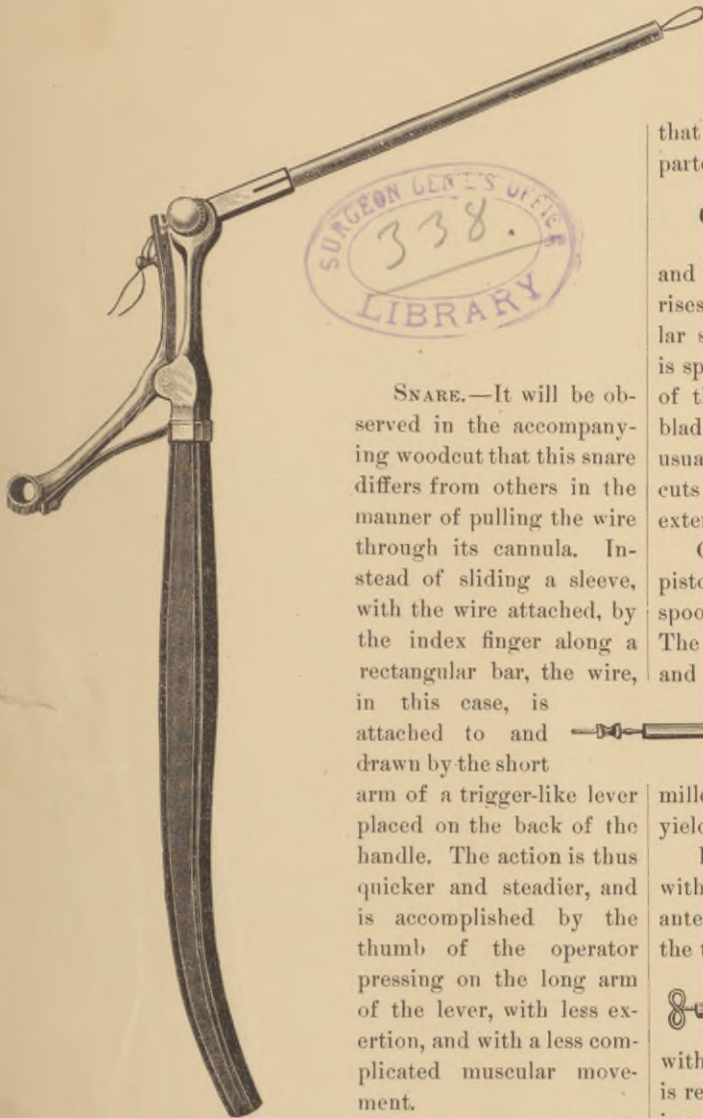 SURGEON GEN'L'S OFFICE
338.
LIBRARY
SNARE.—It will be ob-
served in the accompany-
ing woodcut that this snare
differs from others in the
manner of pulling the wire
through its cannula. In-
stead of sliding a sleeve,
with the wire attached, by
the index finger along a
rectangular bar, the wire,
in this case, is
attached to and
drawn by the short
arm of a trigger-like lever
placed on the back of the
handle. The action is thus
quicker and steadier, and
is accomplished by the
thumb of the operator
pressing on the long arm
of the lever, with less ex-
ertion, and with a less com-
plicated muscular move-
ment.
that
part
and
rises
lar s
is sp
of th
blad
usua
cuts
exte
pisto
spoo
The
and
mill
yield
with
ante
the t
with
is re